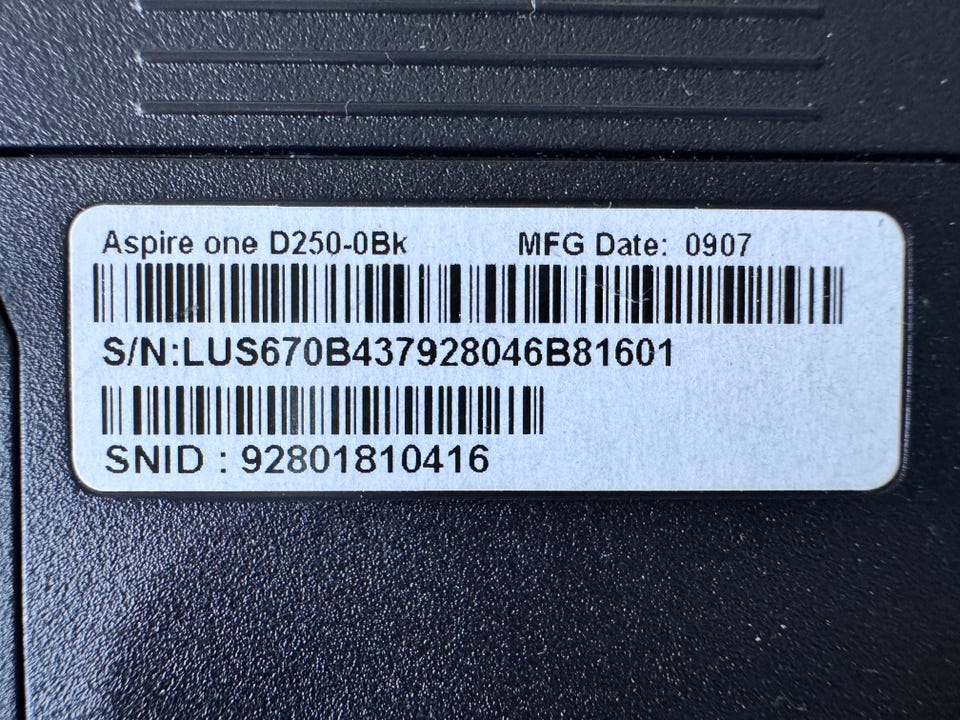 Aspire one D250-0Bk MFG Date: 0907
S/N:LUS670B437928046B81601
SNID : 92801810416